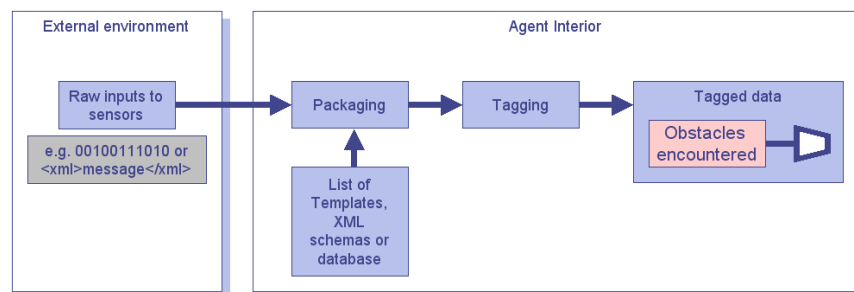 External environment
Agent Interior
Raw inputs to
sensors
Packaging
Tagging
Tagged data
Obstacles
encountered
e.g. 00100111010 or
<xml>message</xml>
List of
Templates,
XML
schemas or
database